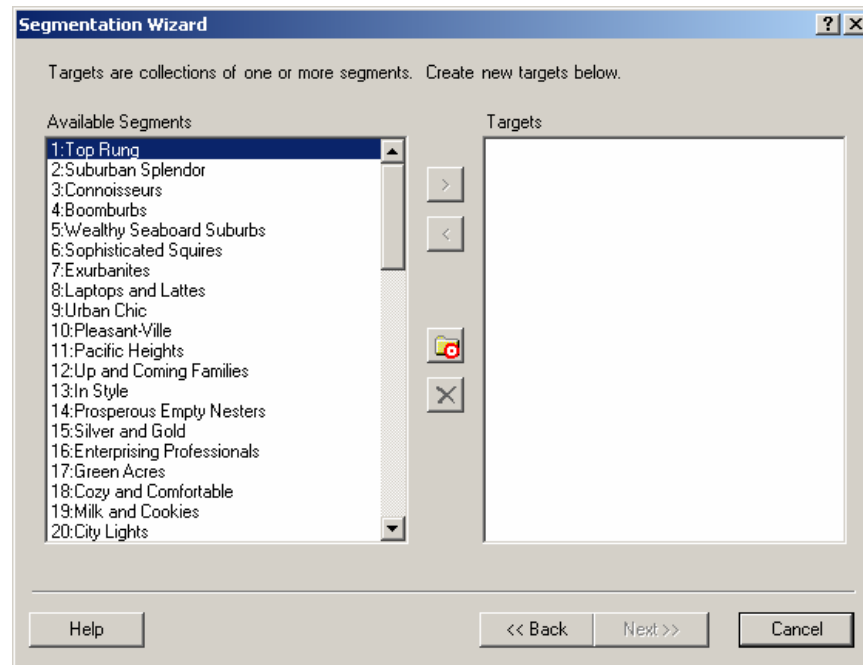 Segmentation Wizard
Targets are collections of one or more segments. Create new targets below.
Available Segments
Targets
1:Top Rung
2:Suburban Splendor
3:Connoisseurs
4:Boomburbs
5:Wealthy Seaboard Suburbs
6:Sophisticated Squires
7:Exurbanites
8:Laptops and Lattes
9:Urban Chic
10:Pleasant-Ville
11:Pacific Heights
12:Up and Coming Families
13:In Style
14:Prosperous Empty Nesters
15:Silver and Gold
16:Enterprising Professionals
17:Green Acres
18:Cozy and Comfortable
19:Milk and Cookies
20:City Lights
>
<
Help
<< Back
Next >>
Cancel